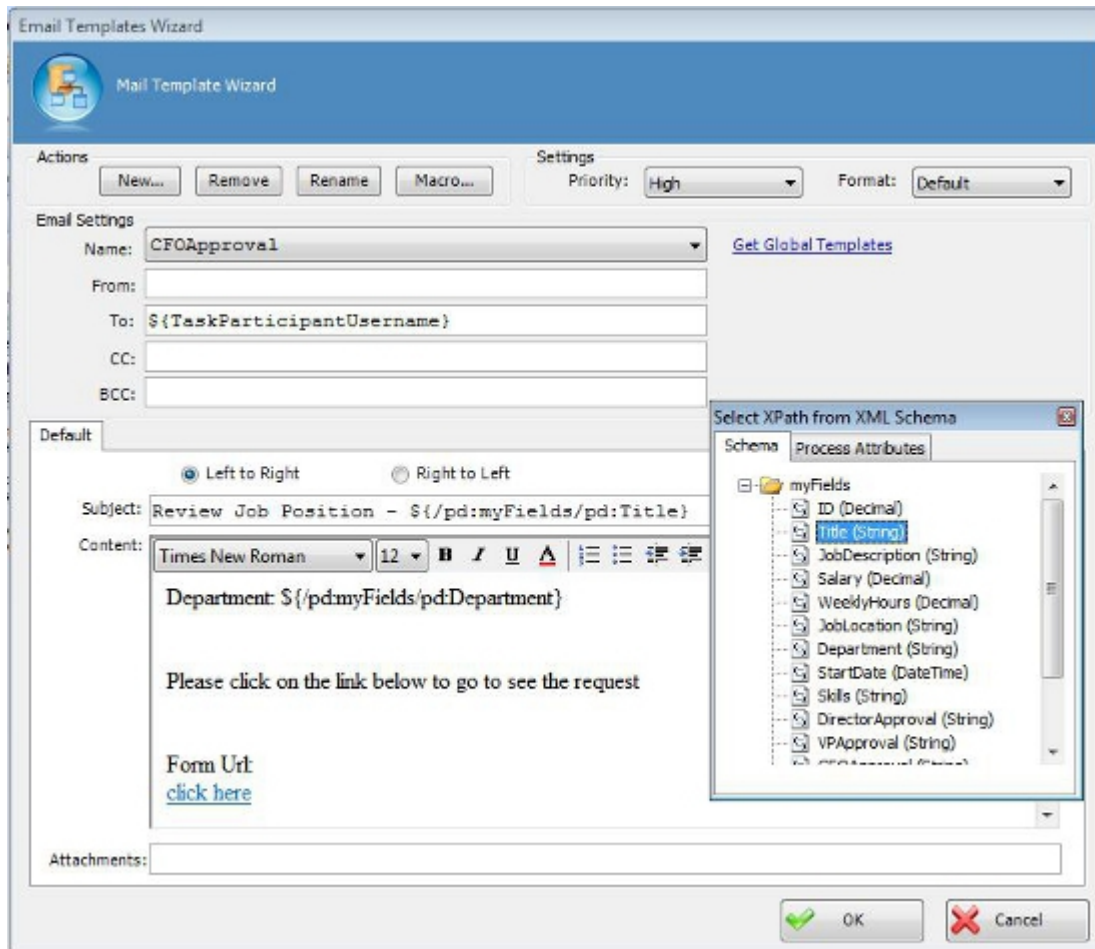 Email Templates Wizard
Mail Template Wizard
Actions
New... Remove Rename Macro...
Settings
Priority: High Format: Default
Email Settings
Name: CFOApproval Get Global Templates
From:
To: ${TaskParticipantUsername}
CC:
BCC:
Default
Left to Right Right to Left
Subject: Review Job Position - ${/pd:myFields/pd:Title}
Content: Times New Roman 12 B I U A
Department: ${/pd:myFields/pd:Department}
Please click on the link below to go to see the request
Form Url:
click here
Attachments:
Select XPath from XML Schema
Schema Process Attributes
myFields
ID (Decimal)
Title (String)
JobDescription (String)
Salary (Decimal)
WeeklyHours (Decimal)
JobLocation (String)
Department (String)
StartDate (DateTime)
Skills (String)
DirectorApproval (String)
VPApproval (String)
CFOApproval (String)
OK Cancel